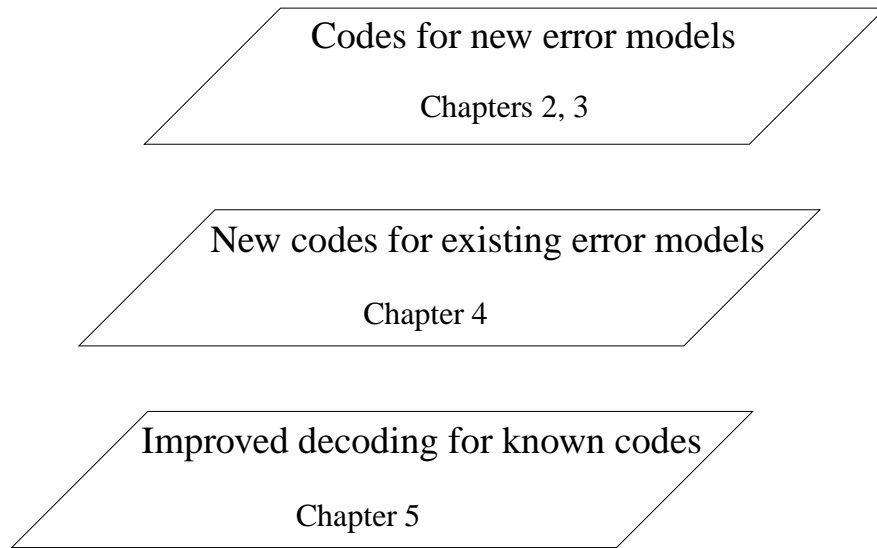 Codes for new error models
Chapters 2, 3
New codes for existing error models
Chapter 4
Improved decoding for known codes
Chapter 5